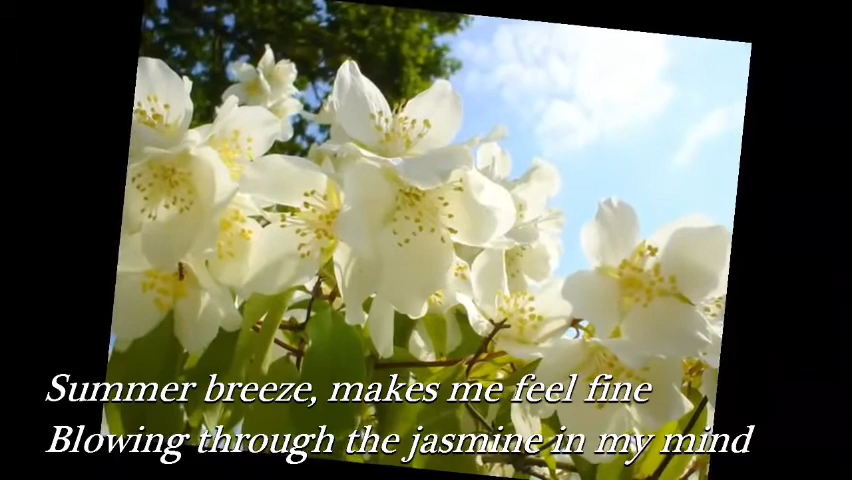 Summer breeze, makes me feel fine
Blowing through the jasmine in my mind